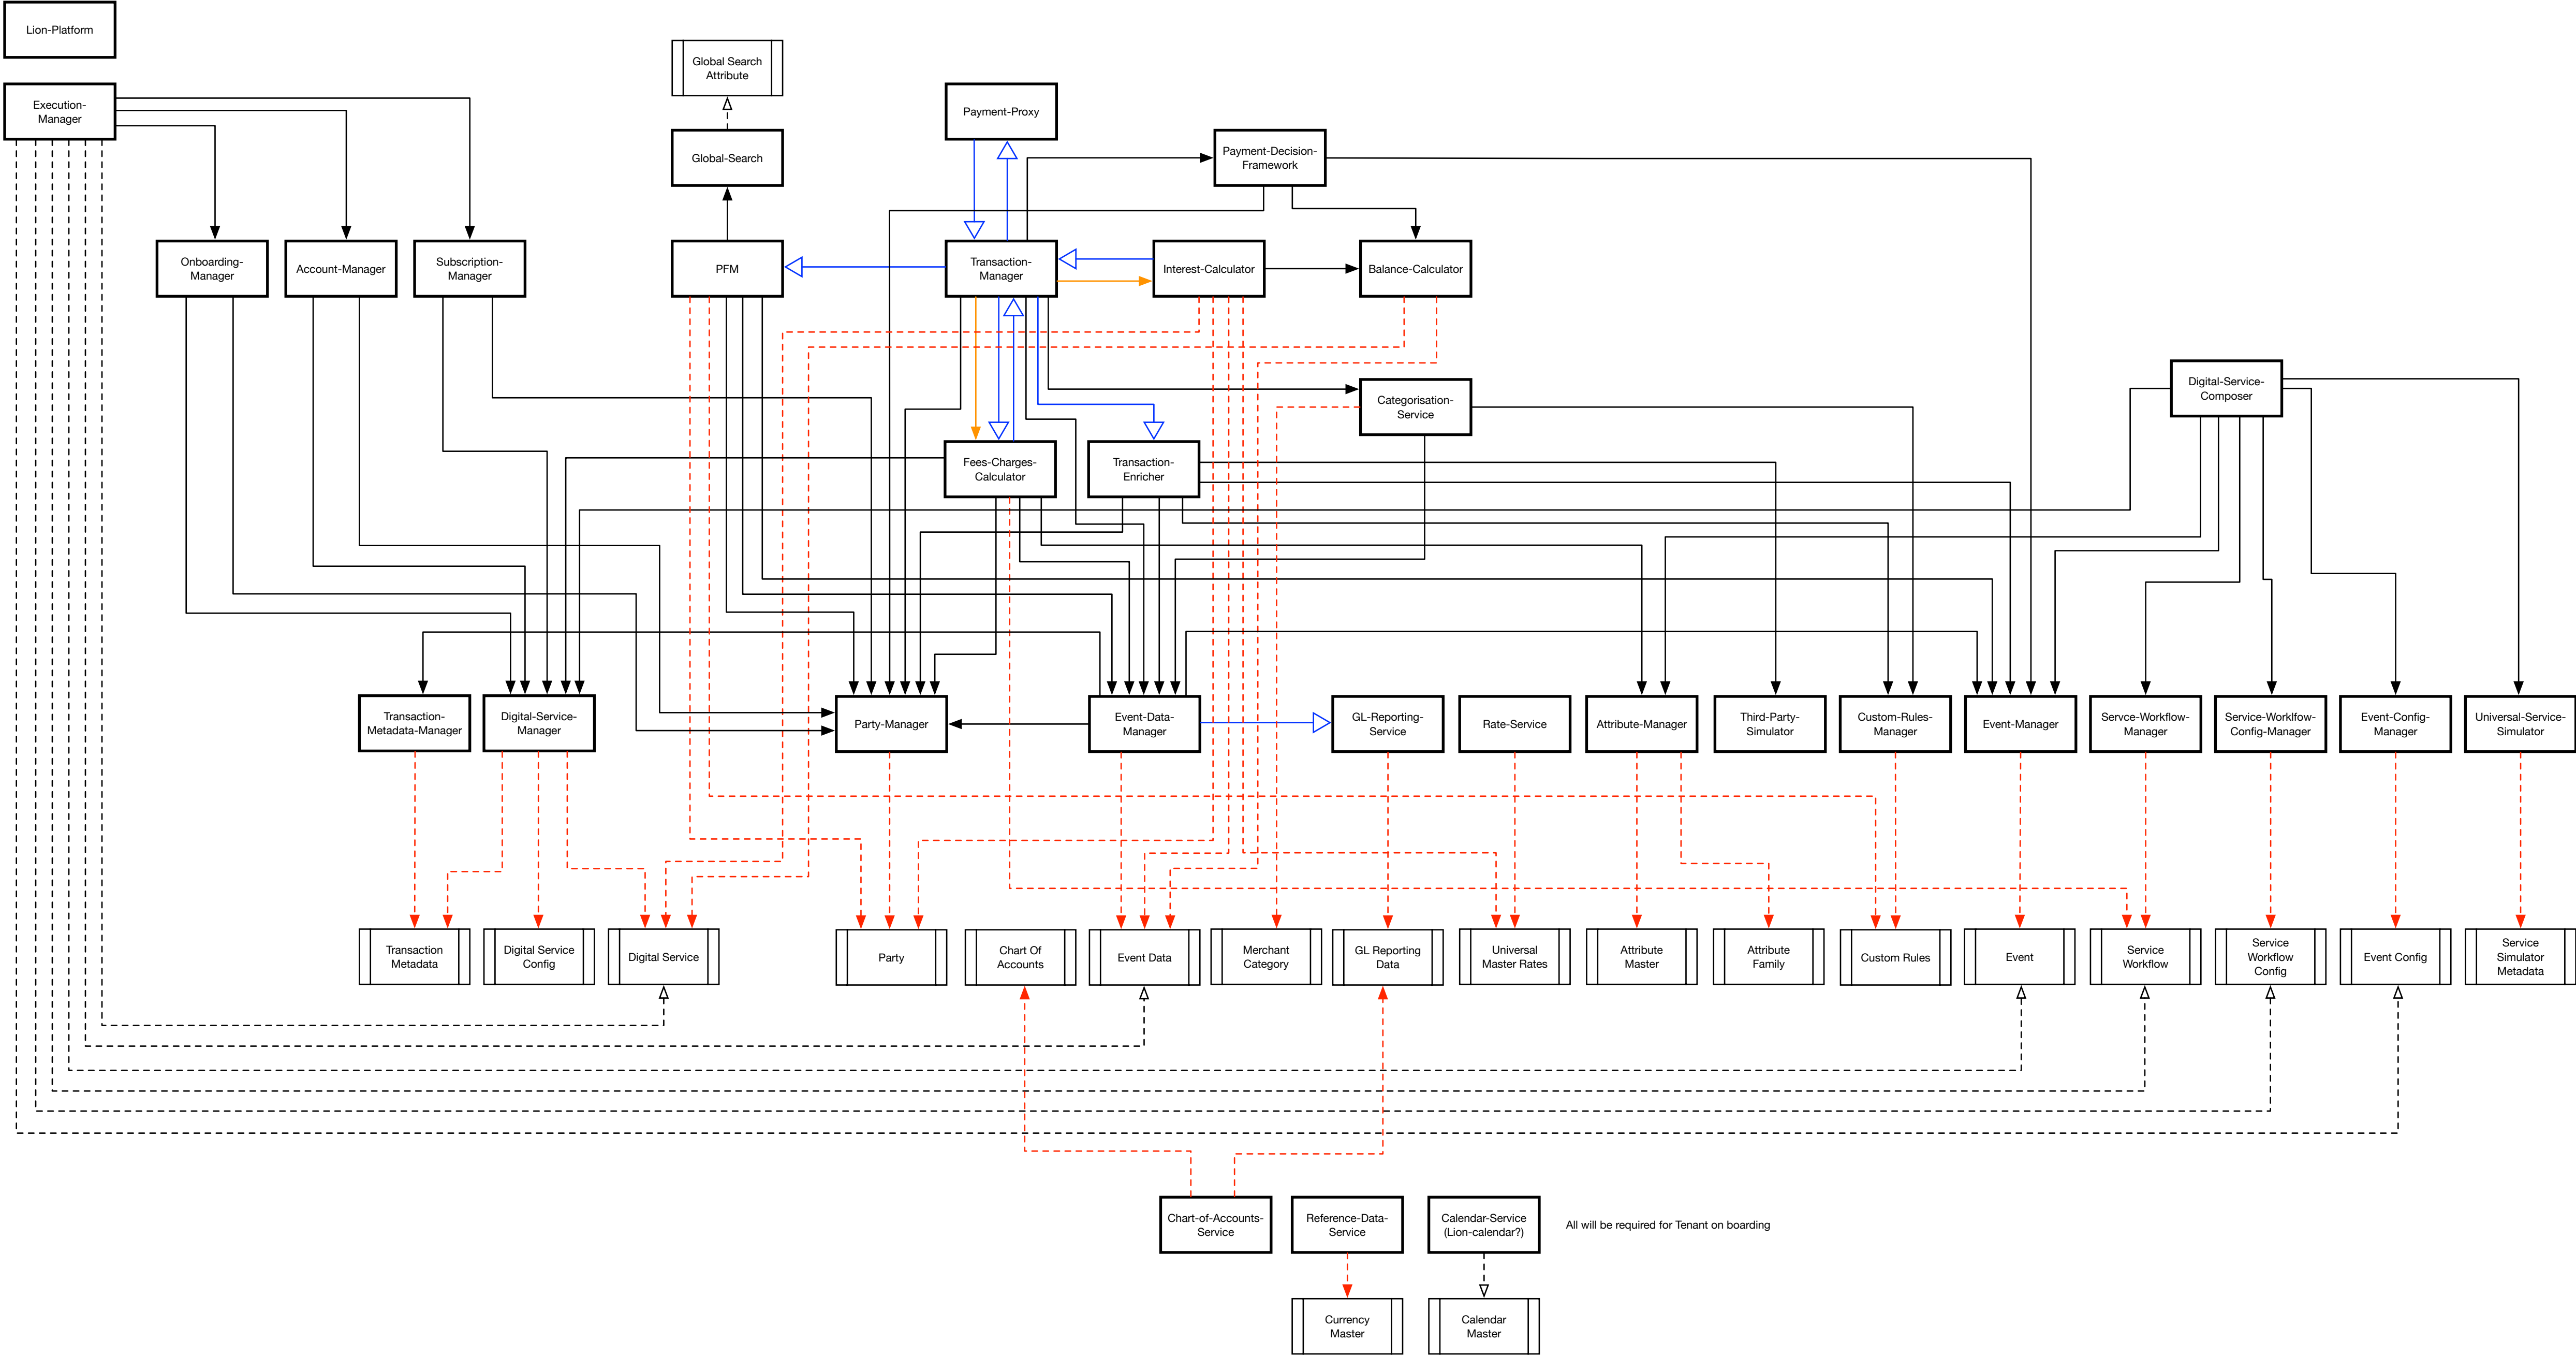 Lion-Platform
Global Search
Attribute
Execution-
Manager
Payment-Proxy
Global-Search
Payment-Decision-
Framework
Onboarding-
Manager
Account-Manager
Subscription-
Manager
PFM
Transaction-
Manager
Interest-Calculator
Balance-Calculator
Digital-Service-
Composer
Categorisation-
Service
Fees-Charges-
Calculator
Transaction-
Enricher
Transaction-
Metadata-Manager
Digital-Service-
Manager
Party-Manager
Event-Data-
Manager
GL-Reporting-
Service
Rate-Service
Attribute-Manager
Third-Party-
Simulator
Custom-Rules-
Manager
Event-Manager
Servce-Workflow-
Manager
Service-Worklfow-
Config-Manager
Event-Config-
Manager
Universal-Service-
Simulator
Transaction
Metadata
Digital Service
Config
Digital Service
Party
Chart Of
Accounts
Event Data
Merchant
Category
GL Reporting
Data
Universal
Master Rates
Attribute
Master
Attribute
Family
Custom Rules
Event
Service
Workflow
Service
Workflow
Config
Event Config
Service
Simulator
Metadata
Chart-of-Accounts-
Service
Reference-Data-
Service
Calendar-Service
(Lion-calendar?)
All will be required for Tenant on boarding
Currency
Master
Calendar
Master